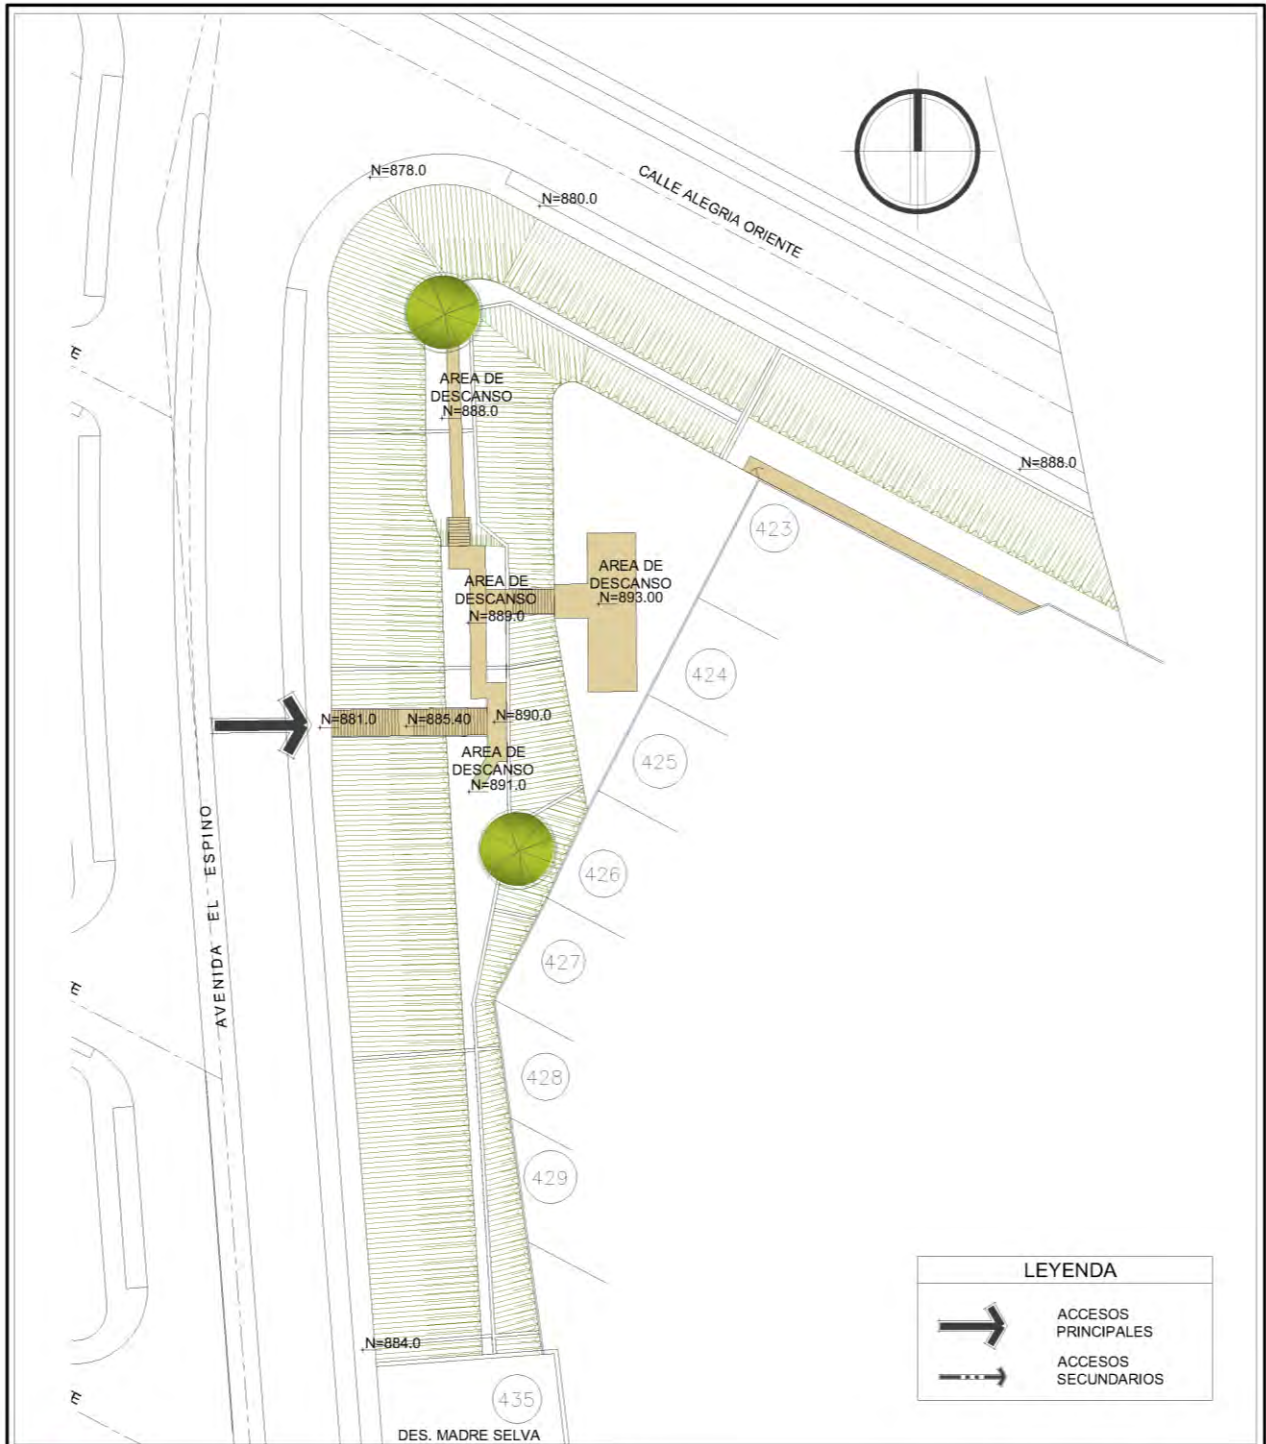 N=878.0
N=880.0
CALLE ALEGRIA ORIENTE
AREA DE
DESCANSO
N=888.0
N=888.0
423
AREA DE
DESCANSO
N=893.00
AREA DE
DESCANSO
N=889.0
424
N=881.0
N=885.40
N=890.0
425
AREA DE
DESCANSO
N=891.0
AVENIDA EL ESPINO
426
427
428
429
N=884.0
435
DES. MADRE SELVA
LEYENDA
ACCESOS
PRINCIPALES
ACCESOS
SECUNDARIOS